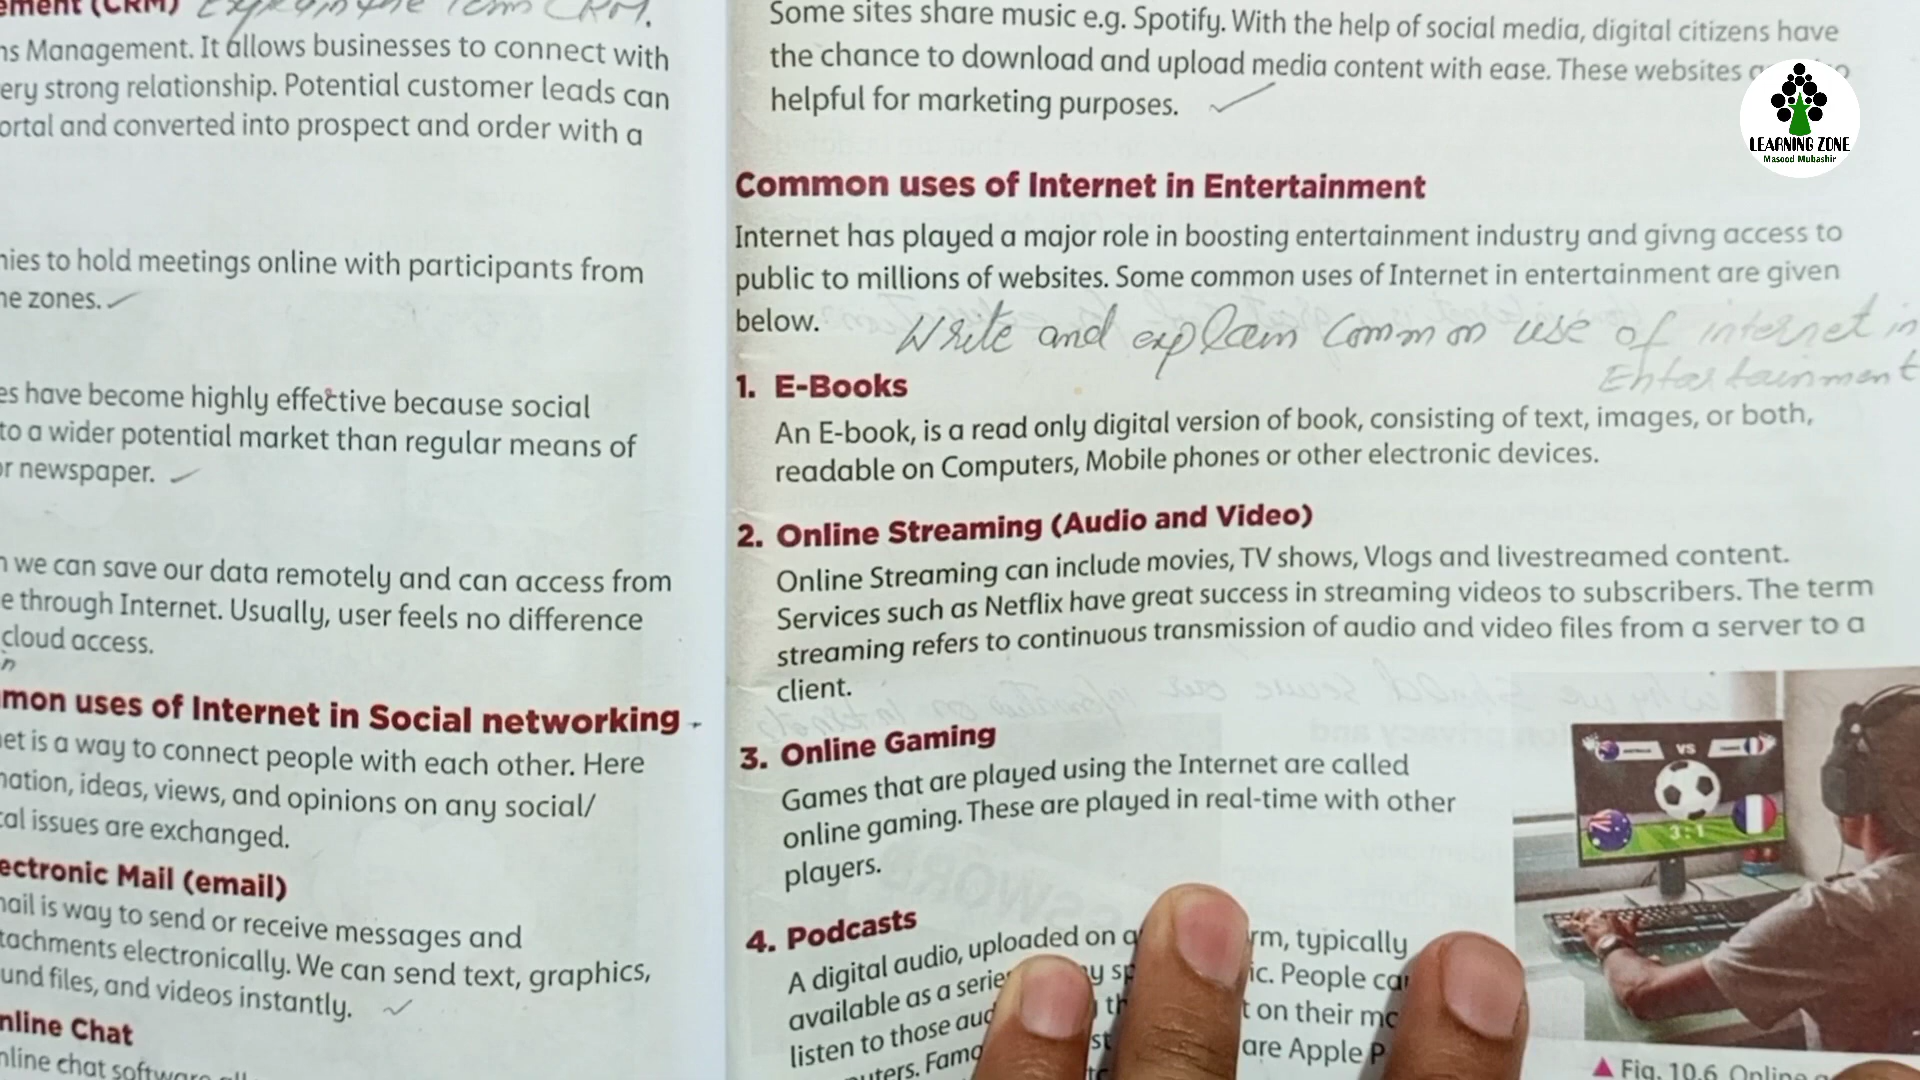 ement (CRM) Explain the term CRM.
ns Management. It allows businesses to connect with
ery strong relationship. Potential customer leads can
ortal and converted into prospect and order with a
nies to hold meetings online with participants from
ne zones.
es have become highly effective because social
to a wider potential market than regular means of
or newspaper.
n we can save our data remotely and can access from
e through Internet. Usually, user feels no difference
cloud access.
mon uses of Internet in Social networking
net is a way to connect people with each other. Here
mation, ideas, views, and opinions on any social/
cal issues are exchanged.
ectronic Mail (email)
mail is way to send or receive messages and
tachments electronically. We can send text, graphics,
und files, and videos instantly.
nline Chat
nline chat software
Some sites share music e.g. Spotify. With the help of social media, digital citizens have
the chance to download and upload media content with ease. These websites
helpful for marketing purposes.
LEARNING ZONE
Masood Mubashir
Common uses of Internet in Entertainment
Internet has played a major role in boosting entertainment industry and givng access to
public to millions of websites. Some common uses of Internet in entertainment are given
below.
Write and explain common use of internet in
Entertainment
1. E-Books
An E-book, is a read only digital version of book, consisting of text, images, or both,
readable on Computers, Mobile phones or other electronic devices.
2. Online Streaming (Audio and Video)
Online Streaming can include movies, TV shows, Vlogs and livestreamed content.
Services such as Netflix have great success in streaming videos to subscribers. The term
streaming refers to continuous transmission of audio and video files from a server to a
client.
3. Online Gaming
Games that are played using the Internet are called
online gaming. These are played in real-time with other
players.
VS
3:1
4. Podcasts
A digital audio, uploaded on a rm, typically
available as a serie y sp ic. People ca
listen to those aud th t on their mo
uters. Famo st are Apple P
Fig. 10.6 Online